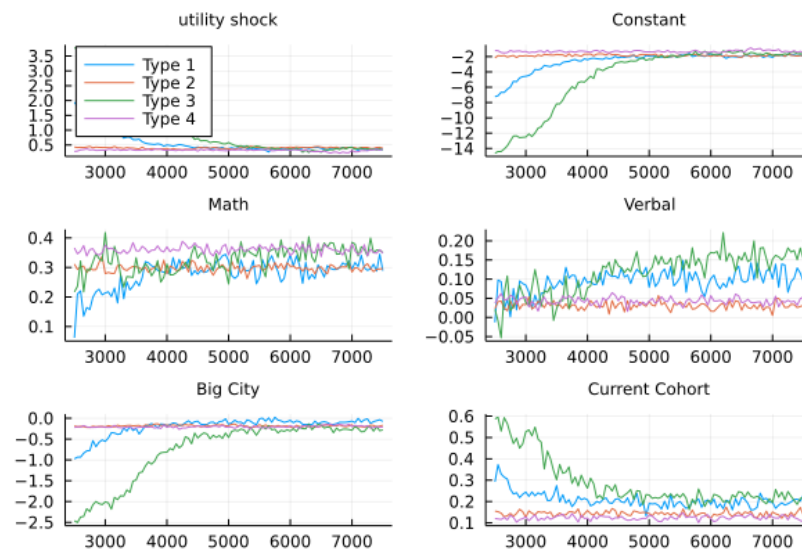 utility shock
3.5
3.0
2.5
2.0
1.5
1.0
0.5
Type 1
Type 2
Type 3
Type 4
3000 4000 5000 6000 7000
Constant
−2
−4
−6
−8
−10
−12
−14
3000 4000 5000 6000 7000
Math
0.4
0.3
0.2
0.1
3000 4000 5000 6000 7000
Verbal
0.20
0.15
0.10
0.05
0.00
−0.05
3000 4000 5000 6000 7000
Big City
0.0
−0.5
−1.0
−1.5
−2.0
−2.5
3000 4000 5000 6000 7000
Current Cohort
0.6
0.5
0.4
0.3
0.2
0.1
3000 4000 5000 6000 7000